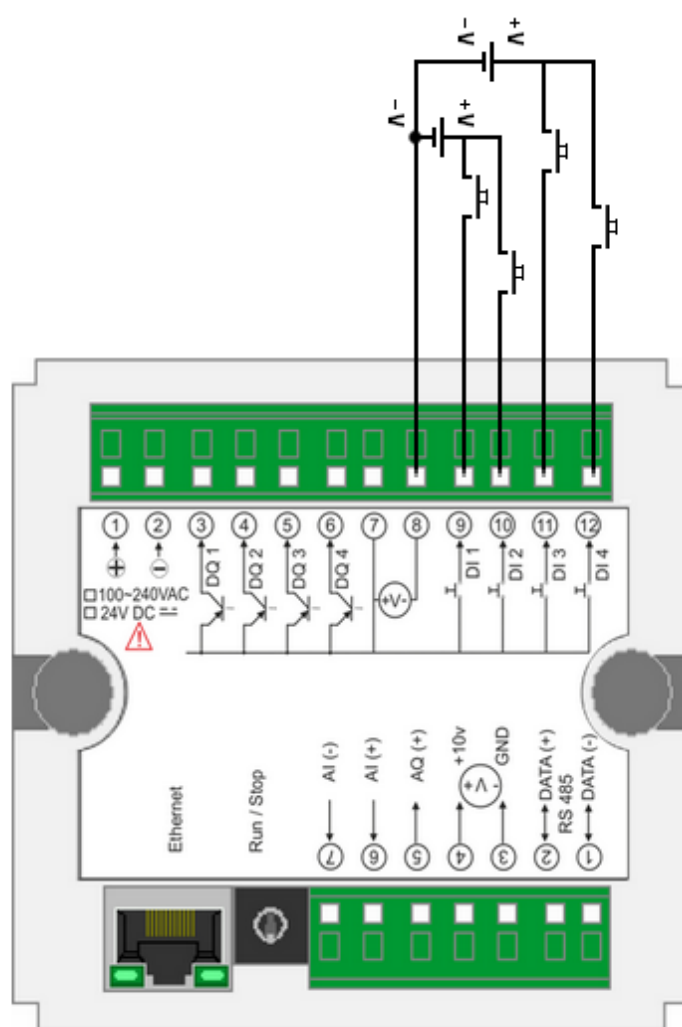 -V +V
-V +V
1 2 3 4 5 6 7 8 9 10 11 12
DQ 1
DQ 2
DQ 3
DQ 4
+V-
DI 1
DI 2
DI 3
DI 4
100~240VAC
24V DC
Ethernet
Run / Stop
AI (-)
AI (+)
AQ (+)
+10v
+V-
GND
DATA (+)
RS 485
DATA (-)
7 6 5 4 3 2 1